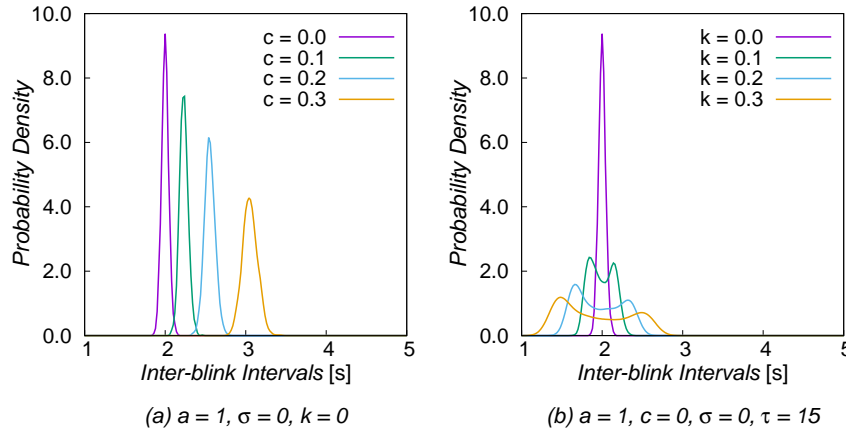 Probability Density
10.0
8.0
6.0
4.0
2.0
0.0
c = 0.0
c = 0.1
c = 0.2
c = 0.3
1 2 3 4 5
Inter-blink Intervals [s]
(a) a = 1, σ = 0, k = 0
Probability Density
10.0
8.0
6.0
4.0
2.0
0.0
k = 0.0
k = 0.1
k = 0.2
k = 0.3
1 2 3 4 5
Inter-blink Intervals [s]
(b) a = 1, c = 0, σ = 0, τ = 15